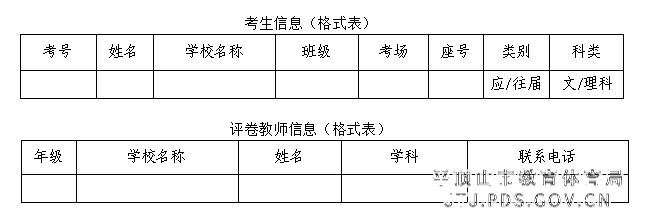 考生信息（格式表）
考号 姓名 学校名称 班级 考场 座号 类别 科类
应/往届 文/理科
评卷教师信息（格式表）
年级 学校名称 姓名 学科 联系电话
平顶山市教育体育局
JTJ.PDS.GOV.CN